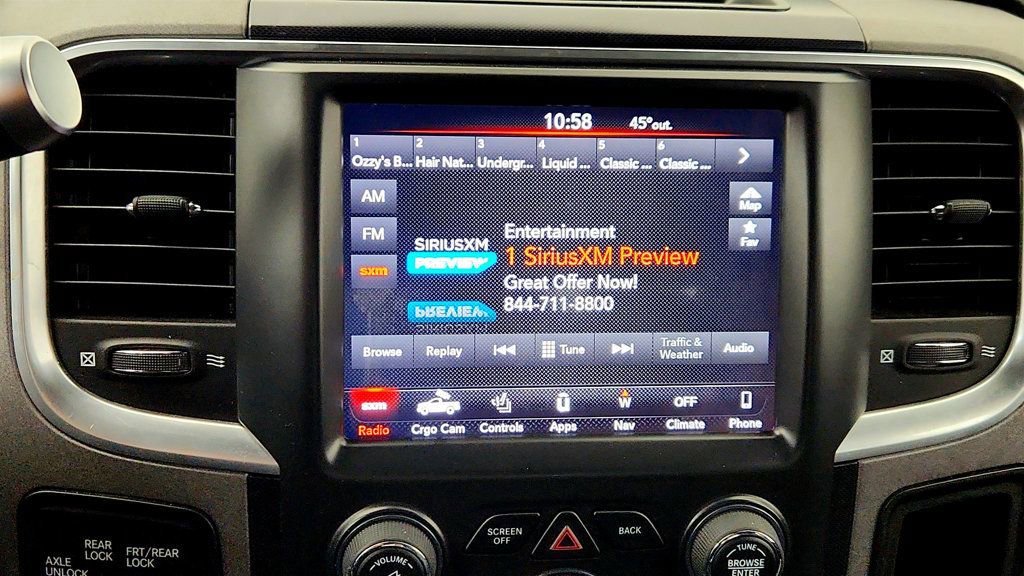 10:58 45° out.
1 2 3 4 5 6
Ozzy's B... Hair Nat... Undergr... Liquid ... Classic ... Classic ...
AM
Map
FM
Fav
sxm
SIRIUSXM
PREVIEW
Entertainment
1 SiriusXM Preview
Great Offer Now!
844-711-8800
Browse Replay Tune Traffic & Weather Audio
sxm W OFF
Radio Crgo Cam Controls Apps Nav Climate Phone
SCREEN
OFF
BACK
VOLUME
TUNE
BROWSE
ENTER
AXLE
UNLOCK
REAR
LOCK
FRT/REAR
LOCK